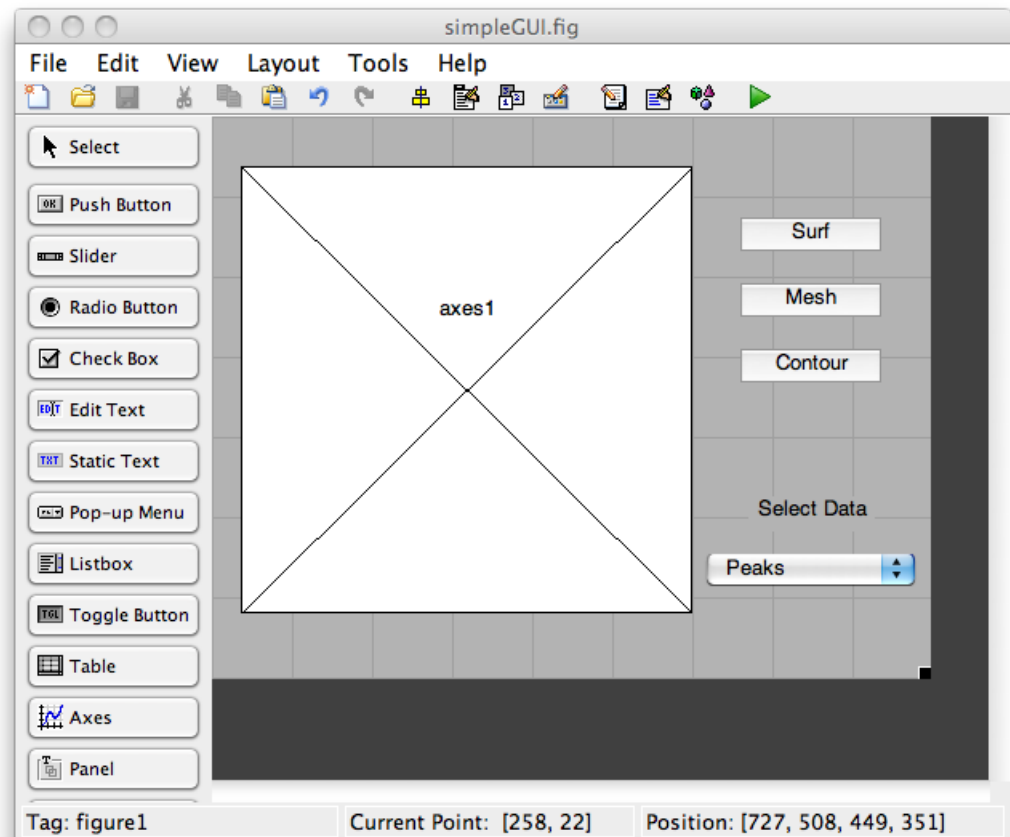 simpleGUI.fig
File Edit View Layout Tools Help
Select
Push Button
Slider
Radio Button
Check Box
Edit Text
Static Text
Pop-up Menu
Listbox
Toggle Button
Table
Axes
Panel
axes1
Surf
Mesh
Contour
Select Data
Peaks
Tag: figure1 Current Point: [258, 22] Position: [727, 508, 449, 351]